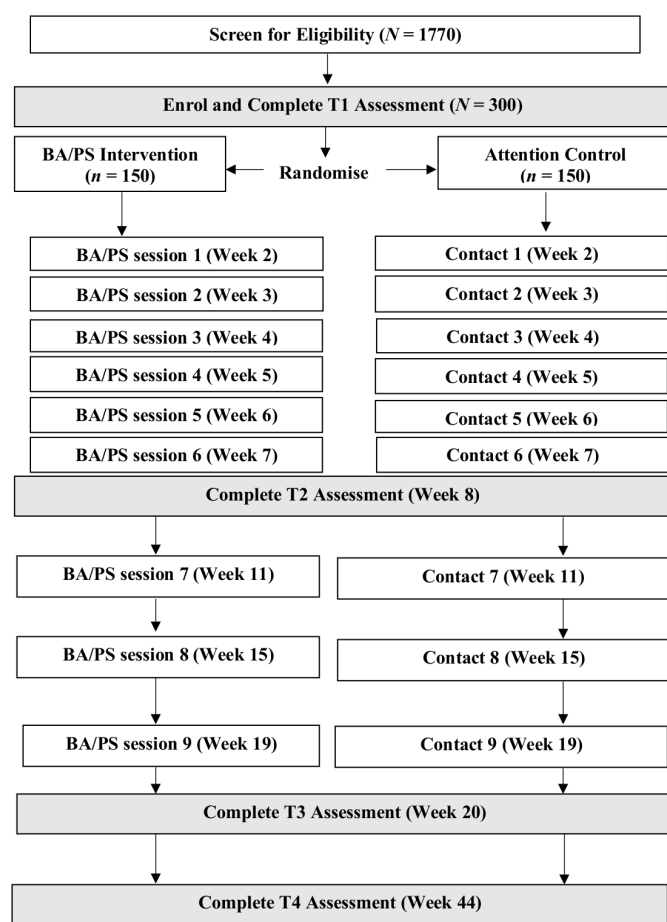 Screen for Eligibility (N = 1770)
Enrol and Complete T1 Assessment (N = 300)
BA/PS Intervention
(n = 150)
Randomise
Attention Control
(n = 150)
BA/PS session 1 (Week 2)
Contact 1 (Week 2)
BA/PS session 2 (Week 3)
Contact 2 (Week 3)
BA/PS session 3 (Week 4)
Contact 3 (Week 4)
BA/PS session 4 (Week 5)
Contact 4 (Week 5)
BA/PS session 5 (Week 6)
Contact 5 (Week 6)
BA/PS session 6 (Week 7)
Contact 6 (Week 7)
Complete T2 Assessment (Week 8)
BA/PS session 7 (Week 11)
Contact 7 (Week 11)
BA/PS session 8 (Week 15)
Contact 8 (Week 15)
BA/PS session 9 (Week 19)
Contact 9 (Week 19)
Complete T3 Assessment (Week 20)
Complete T4 Assessment (Week 44)